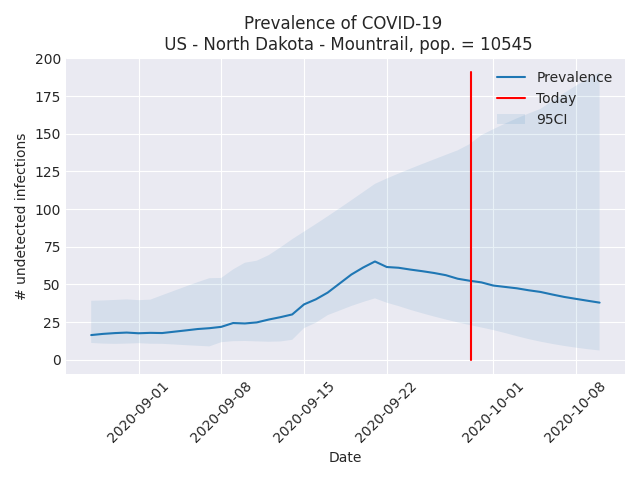 Prevalence of COVID-19
US - North Dakota - Mountrail, pop. = 10545
# undetected infections
200
175
150
125
100
75
50
25
0
Prevalence
Today
95CI
2020-09-01
2020-09-08
2020-09-15
2020-09-22
2020-10-01
2020-10-08
Date